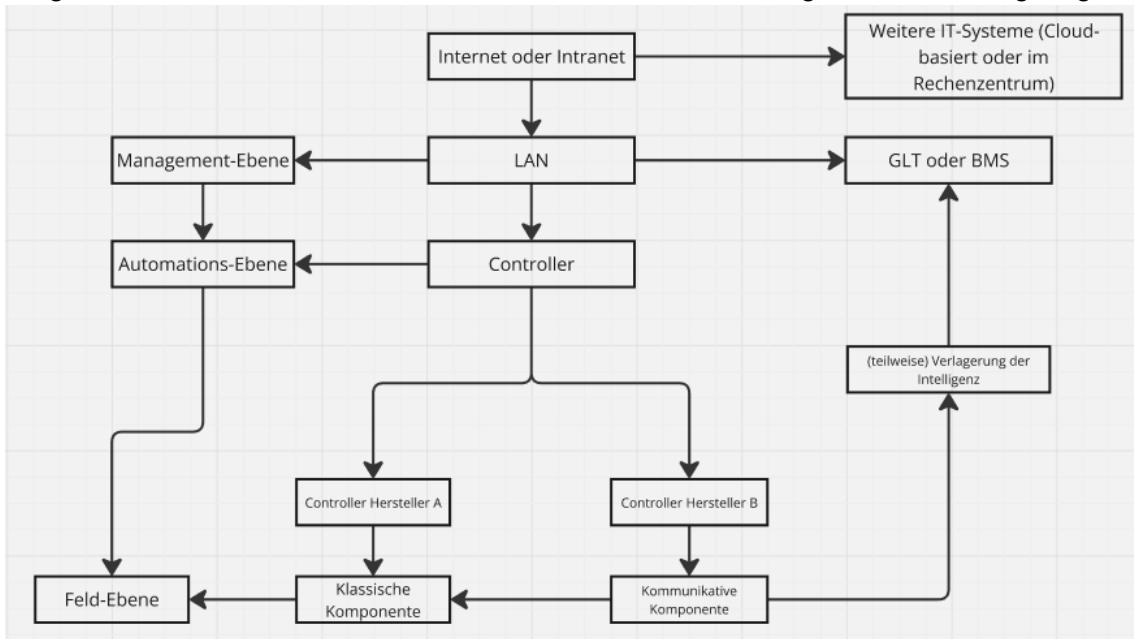 Internet oder Intranet
Weitere IT-Systeme (Cloud-
basiert oder im
Rechenzentrum)
Management-Ebene
LAN
GLT oder BMS
Automations-Ebene
Controller
(teilweise) Verlagerung der
Intelligenz
Controller Hersteller A
Controller Hersteller B
Feld-Ebene
Klassische
Komponente
Kommunikative
Komponente